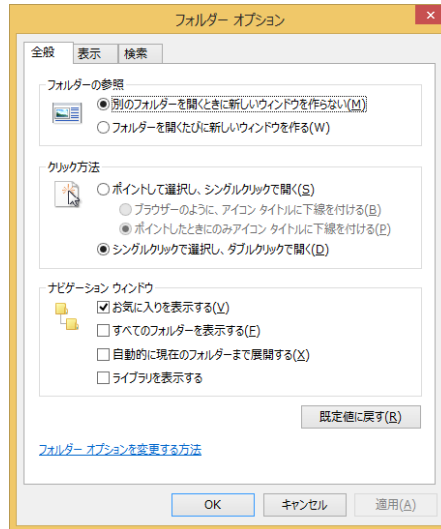 フォルダー オプション
全般 表示 検索
フォルダーの参照
別のフォルダーを開くときに新しいウィンドウを作らない(M)
フォルダーを開くたびに新しいウィンドウを作る(W)
クリック方法
ポイントして選択し、シングルクリックで開く(S)
ブラウザーのように、アイコン タイトルに下線を付ける(B)
ポイントしたときにのみアイコン タイトルに下線を付ける(P)
シングルクリックで選択し、ダブルクリックで開く(D)
ナビゲーション ウィンドウ
お気に入りを表示する(V)
すべてのフォルダーを表示する(F)
自動的に現在のフォルダーまで展開する(X)
ライブラリを表示する
既定値に戻す(R)
フォルダー オプションを変更する方法
OK キャンセル 適用(A)